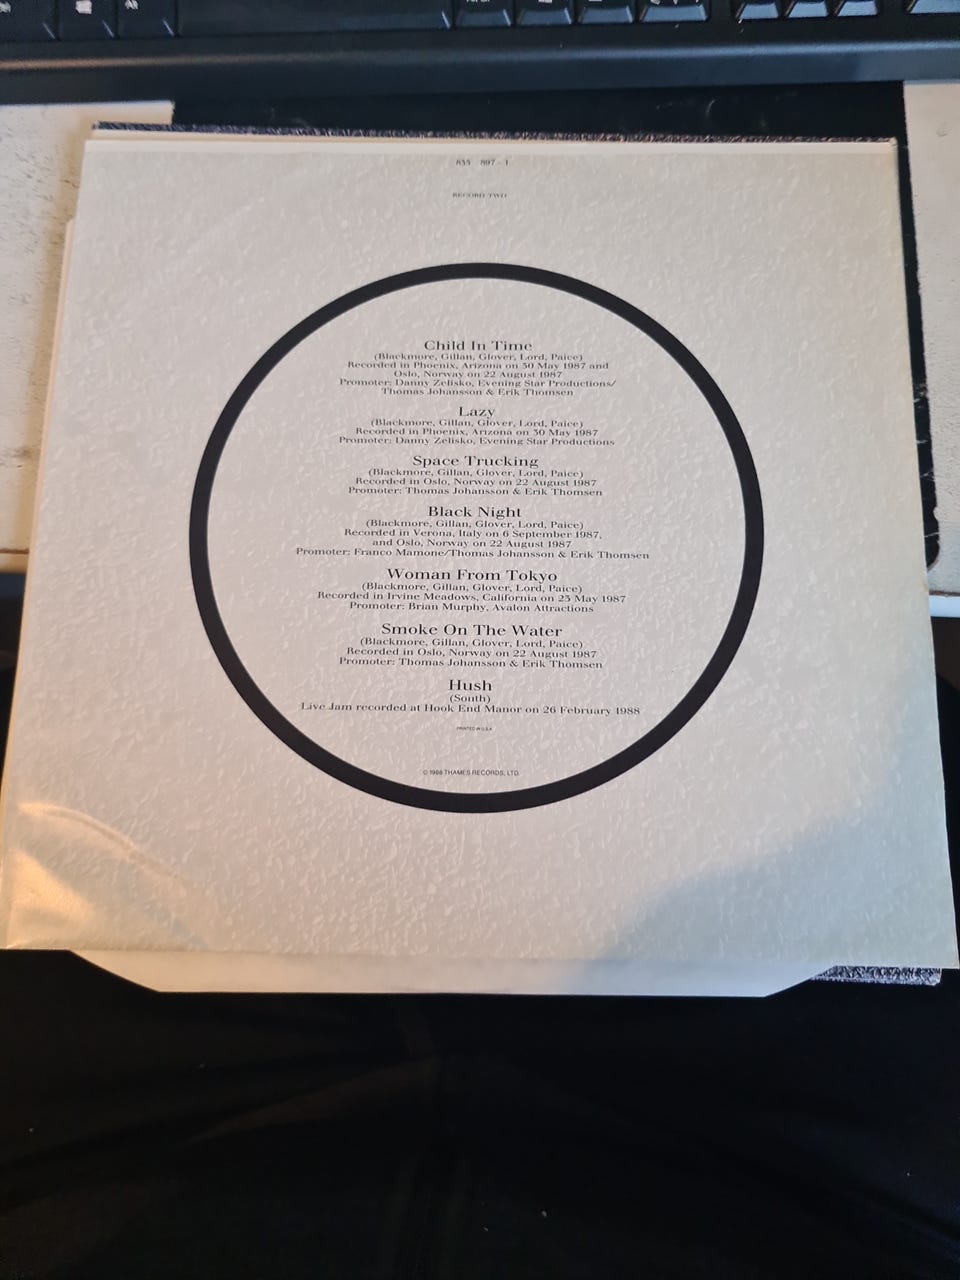 835 897-1
RECORD TWO
Child In Time
(Blackmore, Gillan, Glover, Lord, Paice)
Recorded in Phoenix, Arizona on 30 May 1987 and
Oslo, Norway on 22 August 1987
Promoter: Danny Zelisko, Evening Star Productions/
Thomas Johansson & Erik Thomsen
Lazy
(Blackmore, Gillan, Glover, Lord, Paice)
Recorded in Phoenix, Arizona on 30 May 1987
Promoter: Danny Zelisko, Evening Star Productions
Space Trucking
(Blackmore, Gillan, Glover, Lord, Paice)
Recorded in Oslo, Norway on 22 August 1987
Promoter: Thomas Johansson & Erik Thomsen
Black Night
(Blackmore, Gillan, Glover, Lord, Paice)
Recorded in Verona, Italy on 6 September 1987,
and Oslo, Norway on 22 August 1987
Promoter: Franco Mamone/Thomas Johansson & Erik Thomsen
Woman From Tokyo
(Blackmore, Gillan, Glover, Lord, Paice)
Recorded in Irvine Meadows, California on 23 May 1987
Promoter: Brian Murphy, Avalon Attractions
Smoke On The Water
(Blackmore, Gillan, Glover, Lord, Paice)
Recorded in Oslo, Norway on 22 August 1987
Promoter: Thomas Johansson & Erik Thomsen
Hush
(South)
Live Jam recorded at Hook End Manor on 26 February 1988
PRINTED IN U.S.A.
© 1988 THAMES RECORDS, LTD.